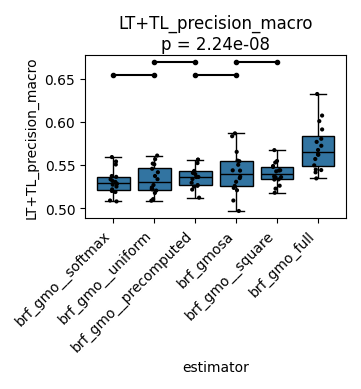 LT+TL_precision_macro
p = 2.24e-08
LT+TL_precision_macro
0.65
0.60
0.55
0.50
brf_gmo__softmax
brf_gmo__uniform
brf_gmo__precomputed
brf_gmosa
brf_gmo__square
brf_gmo_full
estimator